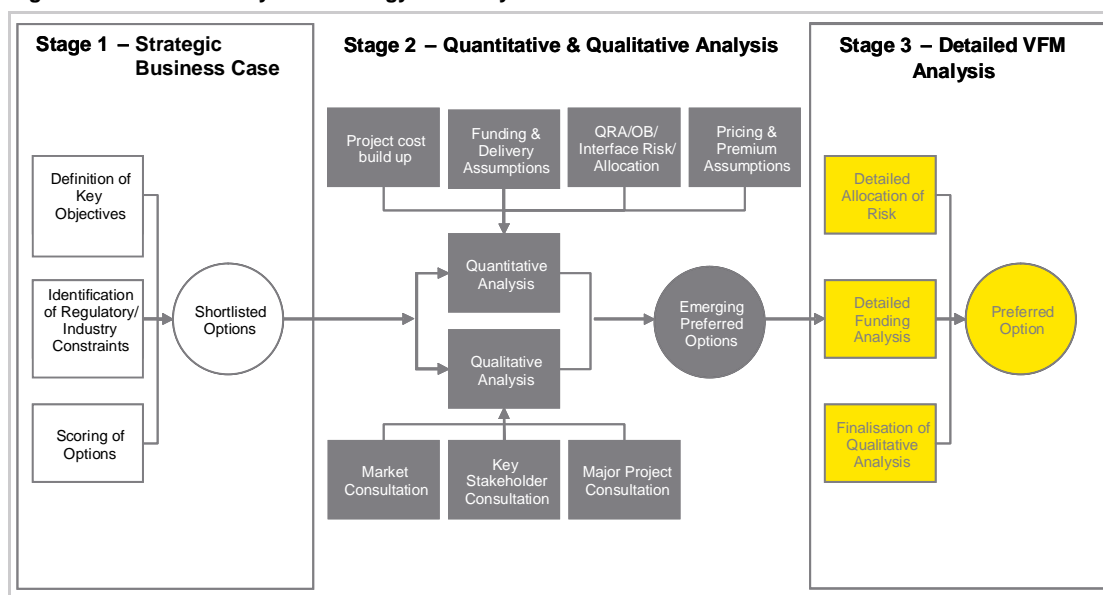 Stage 1 – Strategic
Business Case
Stage 2 – Quantitative & Qualitative Analysis
Stage 3 – Detailed VFM
Analysis
Definition of
Key
Objectives
Identification
of Regulatory/
Industry
Constraints
Scoring of
Options
Shortlisted
Options
Project cost
build up
Funding &
Delivery
Assumptions
QRA/OB/
Interface Risk/
Allocation
Pricing &
Premium
Assumptions
Quantitative
Analysis
Qualitative
Analysis
Market
Consultation
Key
Stakeholder
Consultation
Major Project
Consultation
Emerging
Preferred
Options
Detailed
Allocation of
Risk
Detailed
Funding
Analysis
Finalisation of
Qualitative
Analysis
Preferred
Option